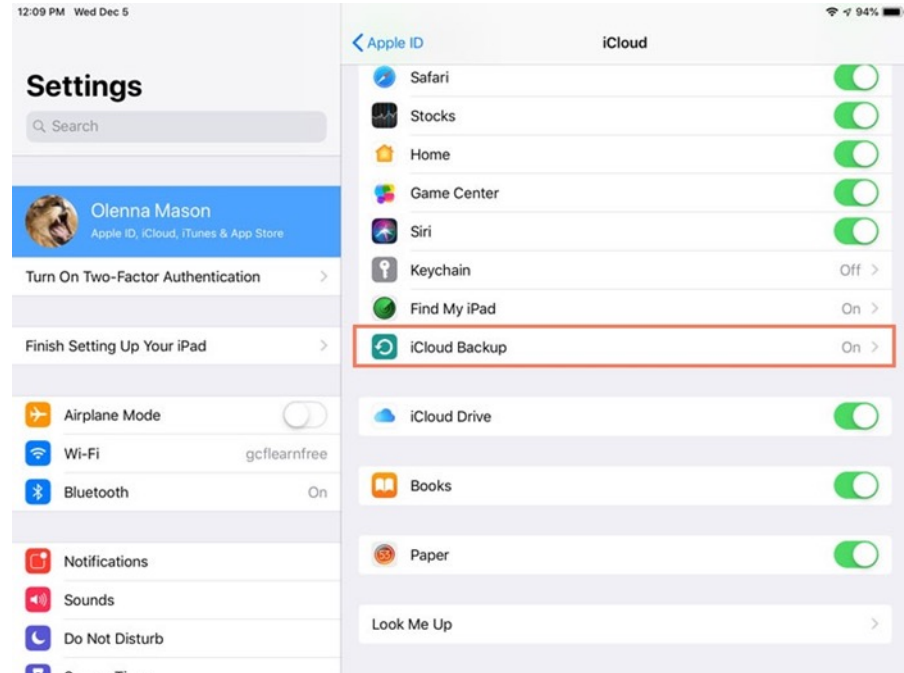 12:09 PM Wed Dec 5
94%
Settings
Search
Olenna Mason
Apple ID, iCloud, iTunes & App Store
Turn On Two-Factor Authentication
Finish Setting Up Your iPad
Airplane Mode
Wi-Fi gcflearnfree
Bluetooth On
Notifications
Sounds
Do Not Disturb
Apple ID
iCloud
Safari
Stocks
Home
Game Center
Siri
Keychain Off
Find My iPad On
iCloud Backup On
iCloud Drive
Books
53
Paper
Look Me Up